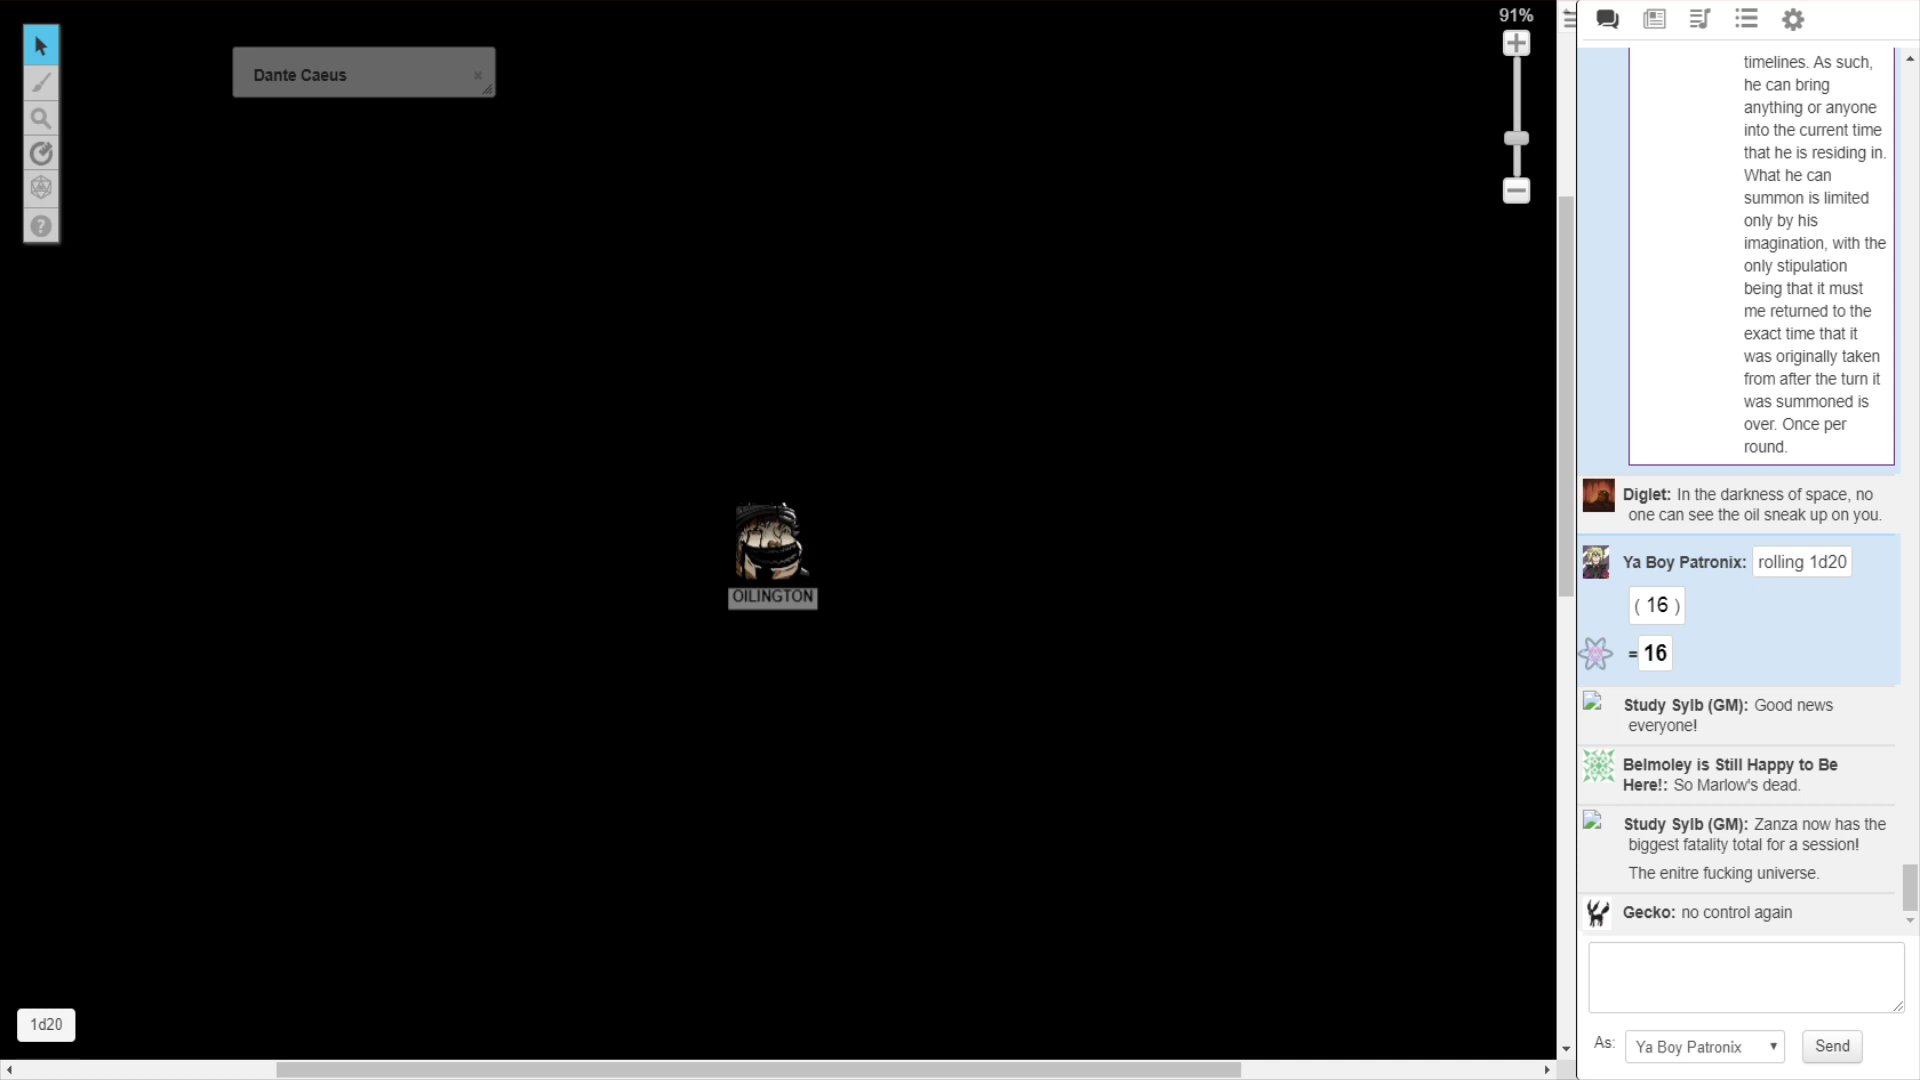 91%
Dante Caeus
OILINGTON
1d20
timelines. As such,
he can bring
anything or anyone
into the current time
that he is residing in.
What he can
summon is limited
only by his
imagination, with the
only stipulation
being that it must
me returned to the
exact time that it
was originally taken
from after the turn it
was summoned is
over. Once per
round.
Diglet: In the darkness of space, no
one can see the oil sneak up on you.
Ya Boy Patronix: rolling 1d20
( 16 )
=16
Study Sylb (GM): Good news
everyone!
Belmoley is Still Happy to Be
Here!: So Marlow's dead.
Study Sylb (GM): Zanza now has the
biggest fatality total for a session!
The enitre fucking universe.
Gecko: no control again
As: Ya Boy Patronix Send